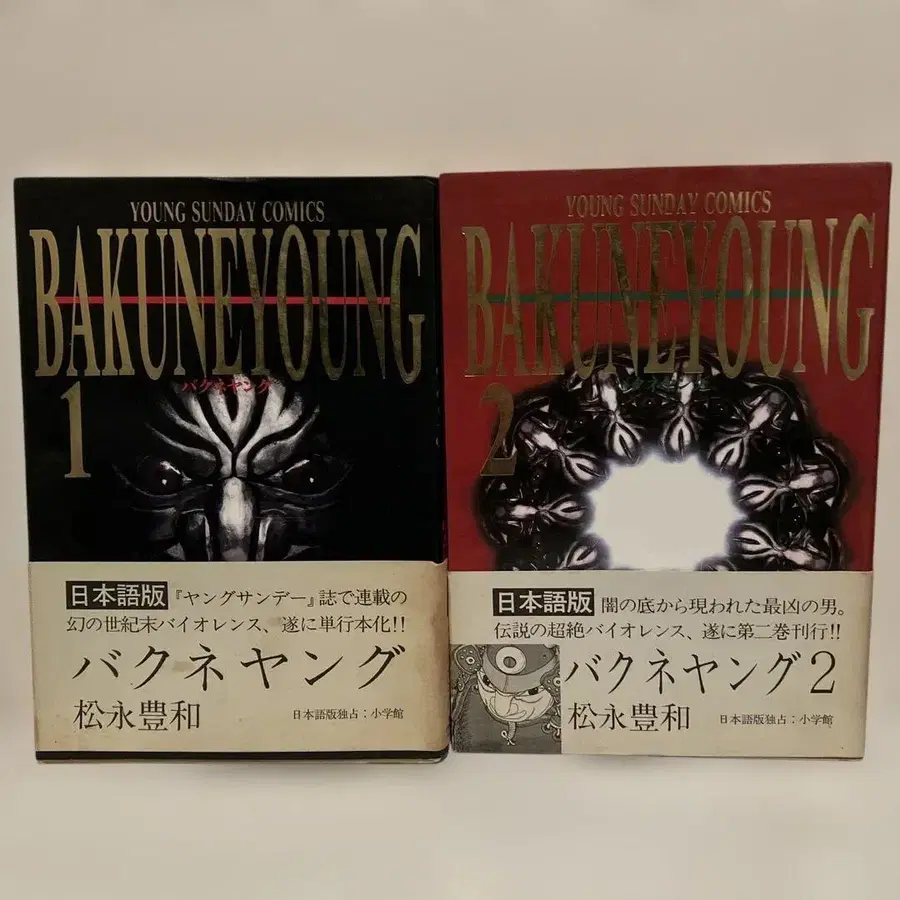 YOUNG SUNDAY COMICS
BAKUNEYOUNG
バクネヤング
1
日本語版 『ヤングサンデー』誌で連載の
幻の世紀末バイオレンス、遂に単行本化!!
バクネヤング
松永豊和
日本語版独占：小学館
YOUNG SUNDAY COMICS
BAKUNEYOUNG
バクネヤング
2
日本語版 闇の底から現われた最凶の男。
伝説の超絶バイオレンス、遂に第二巻刊行!!
バクネヤング2
松永豊和
日本語版独占：小学館